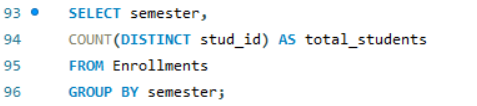 93 SELECT semester,
94 COUNT(DISTINCT stud_id) AS total_students
95 FROM Enrollments
96 GROUP BY semester;